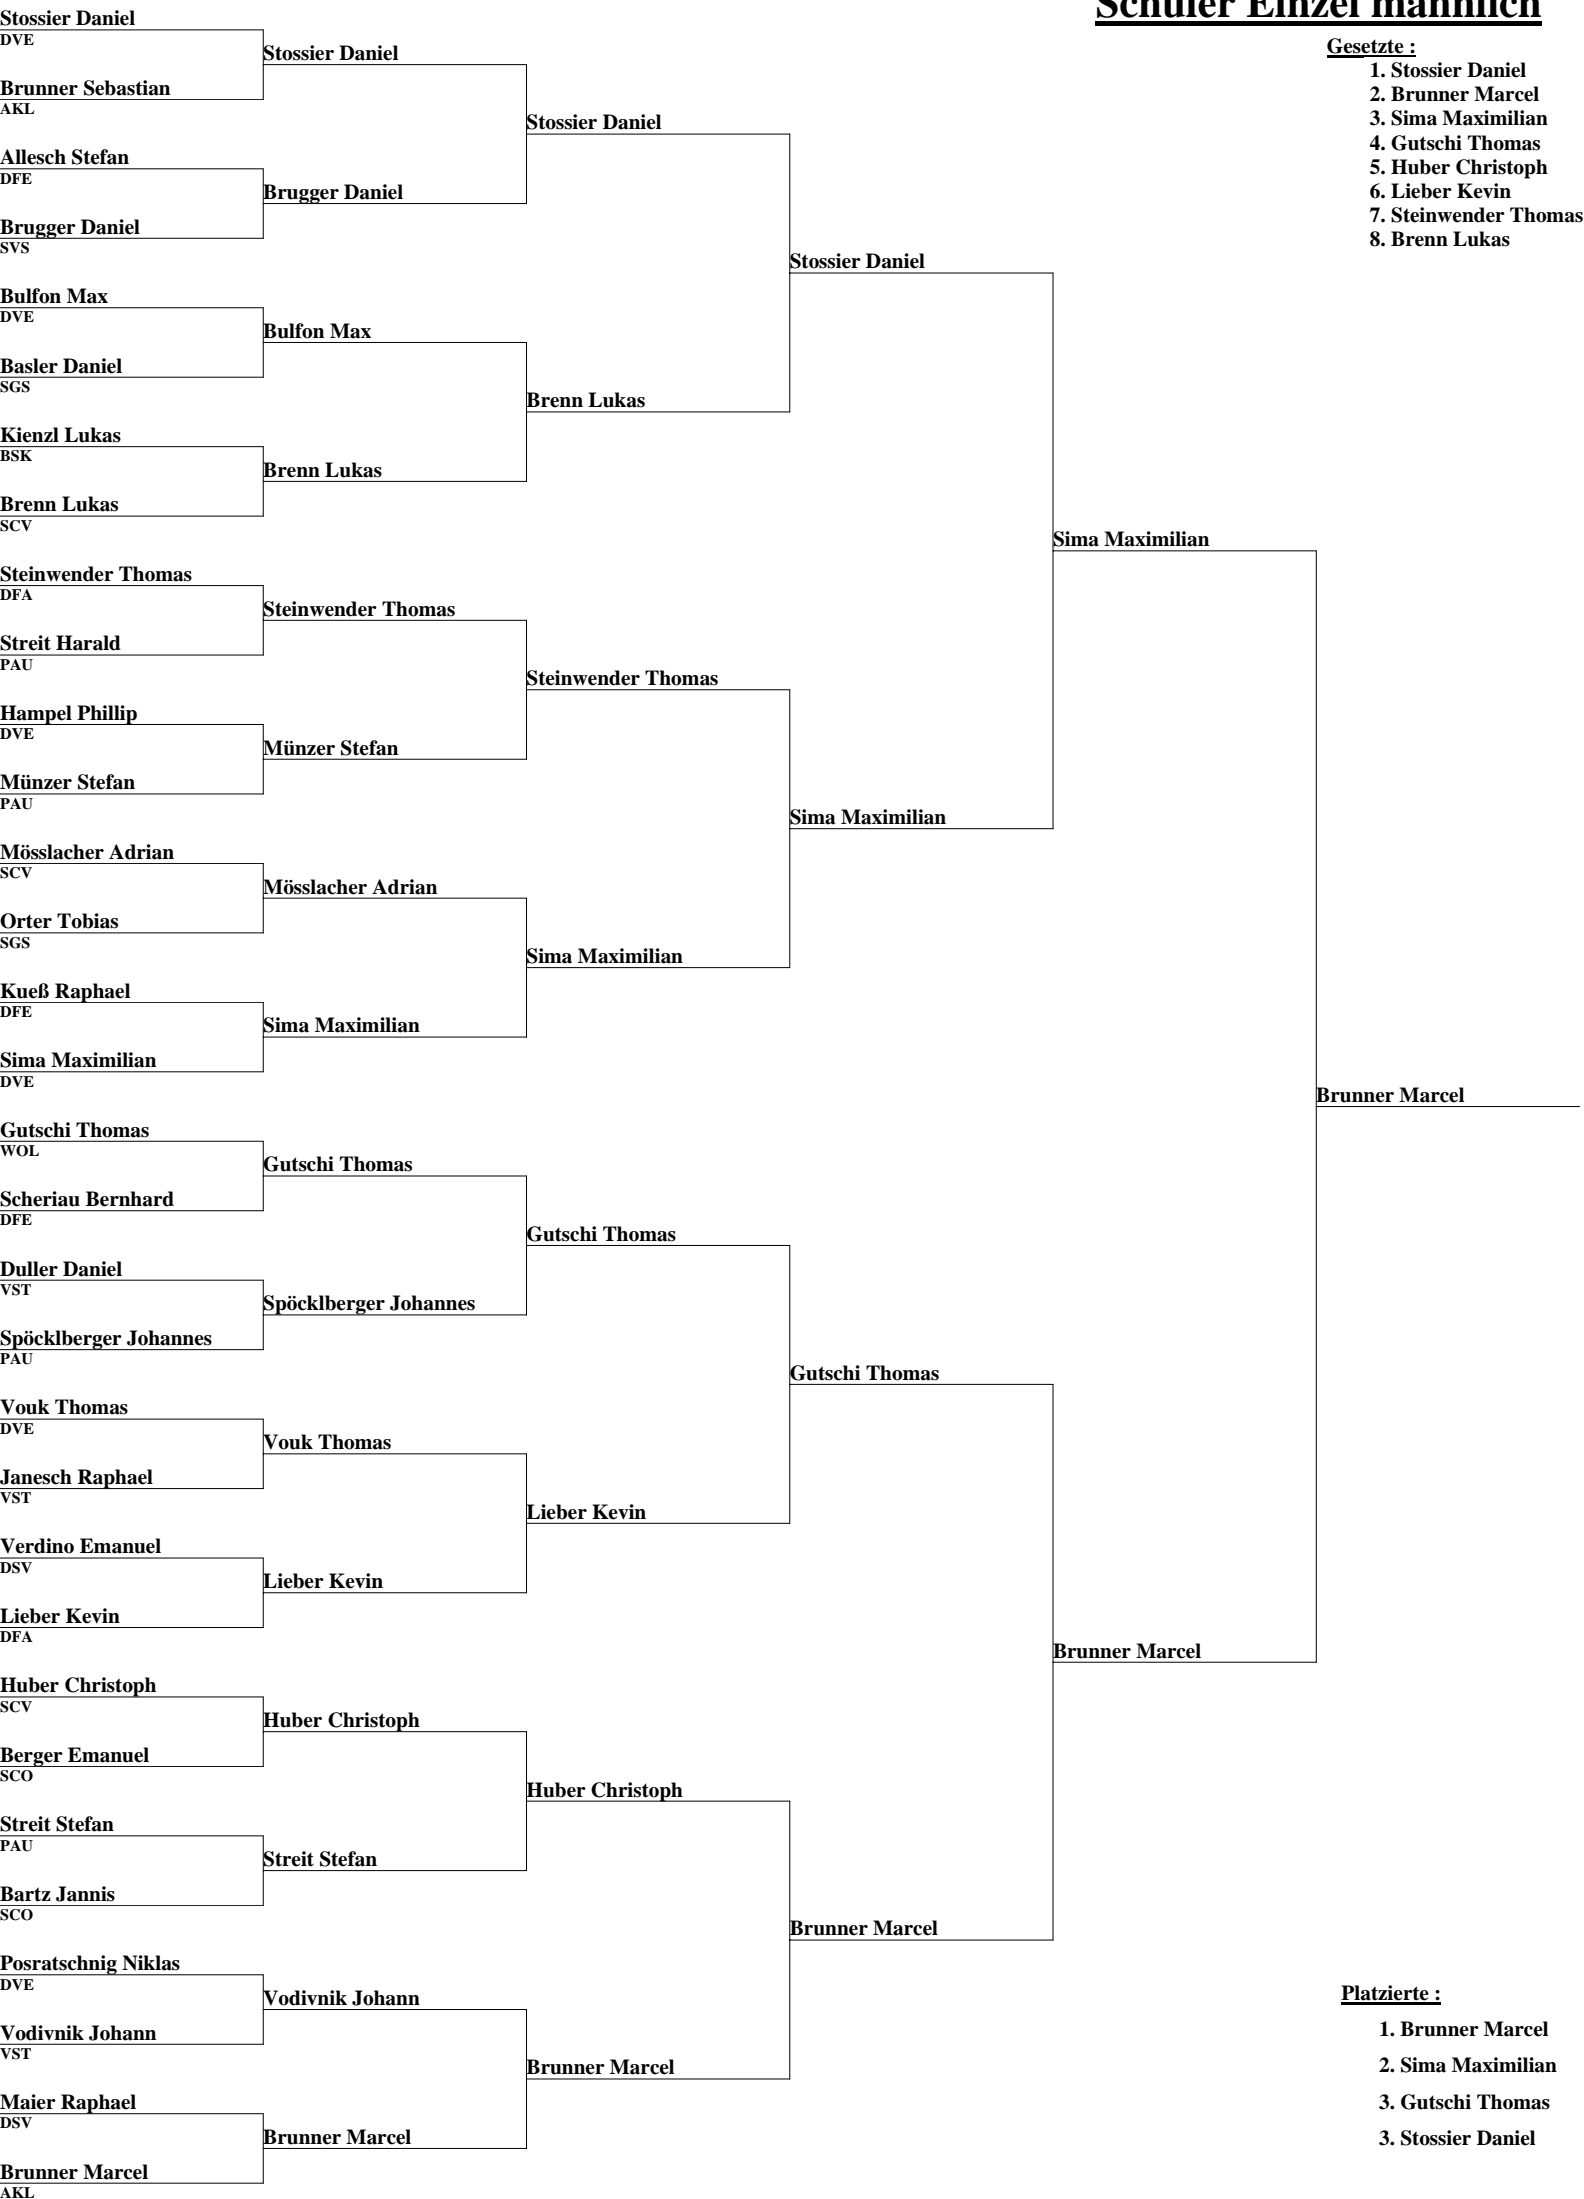 Schüler Einzel männlich
Gesetzte :
1. Stossier Daniel
2. Brunner Marcel
3. Sima Maximilian
4. Gutschi Thomas
5. Huber Christoph
6. Lieber Kevin
7. Steinwender Thomas
8. Brenn Lukas
Stossier Daniel
DVE
Brunner Sebastian
AKL
Allesch Stefan
DFE
Brugger Daniel
SVS
Bulfon Max
DVE
Basler Daniel
SGS
Kienzl Lukas
BSK
Brenn Lukas
SCV
Steinwender Thomas
DFA
Streit Harald
PAU
Hampel Phillip
DVE
Münzer Stefan
PAU
Mösslacher Adrian
SCV
Orter Tobias
SGS
Kueß Raphael
DFE
Sima Maximilian
DVE
Gutschi Thomas
WOL
Scheriau Bernhard
DFE
Duller Daniel
VST
Spöcklberger Johannes
PAU
Vouk Thomas
DVE
Janesch Raphael
VST
Verdino Emanuel
DSV
Lieber Kevin
DFA
Huber Christoph
SCV
Berger Emanuel
SCO
Streit Stefan
PAU
Bartz Jannis
SCO
Posratschnig Niklas
DVE
Vodivnik Johann
VST
Maier Raphael
DSV
Brunner Marcel
AKL
Stossier Daniel
Brugger Daniel
Bulfon Max
Brenn Lukas
Steinwender Thomas
Münzer Stefan
Mösslacher Adrian
Sima Maximilian
Gutschi Thomas
Spöcklberger Johannes
Vouk Thomas
Lieber Kevin
Huber Christoph
Streit Stefan
Vodivnik Johann
Brunner Marcel
Stossier Daniel
Brenn Lukas
Steinwender Thomas
Sima Maximilian
Gutschi Thomas
Lieber Kevin
Huber Christoph
Brunner Marcel
Stossier Daniel
Sima Maximilian
Gutschi Thomas
Brunner Marcel
Sima Maximilian
Brunner Marcel
Brunner Marcel
Platzierte :
1. Brunner Marcel
2. Sima Maximilian
3. Gutschi Thomas
3. Stossier Daniel